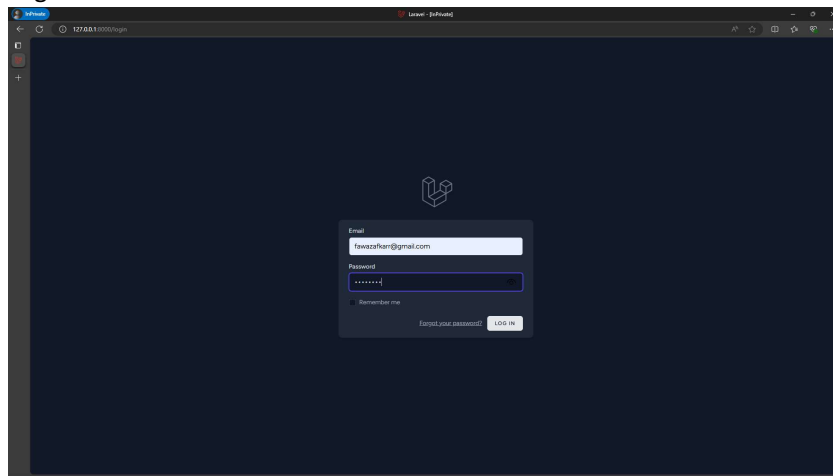 InPrivate
Laravel - [InPrivate]
127.0.0.1:8000/login
Email
fawazafkarr@gmail.com
Password
Remember me
Forgot your password? LOG IN